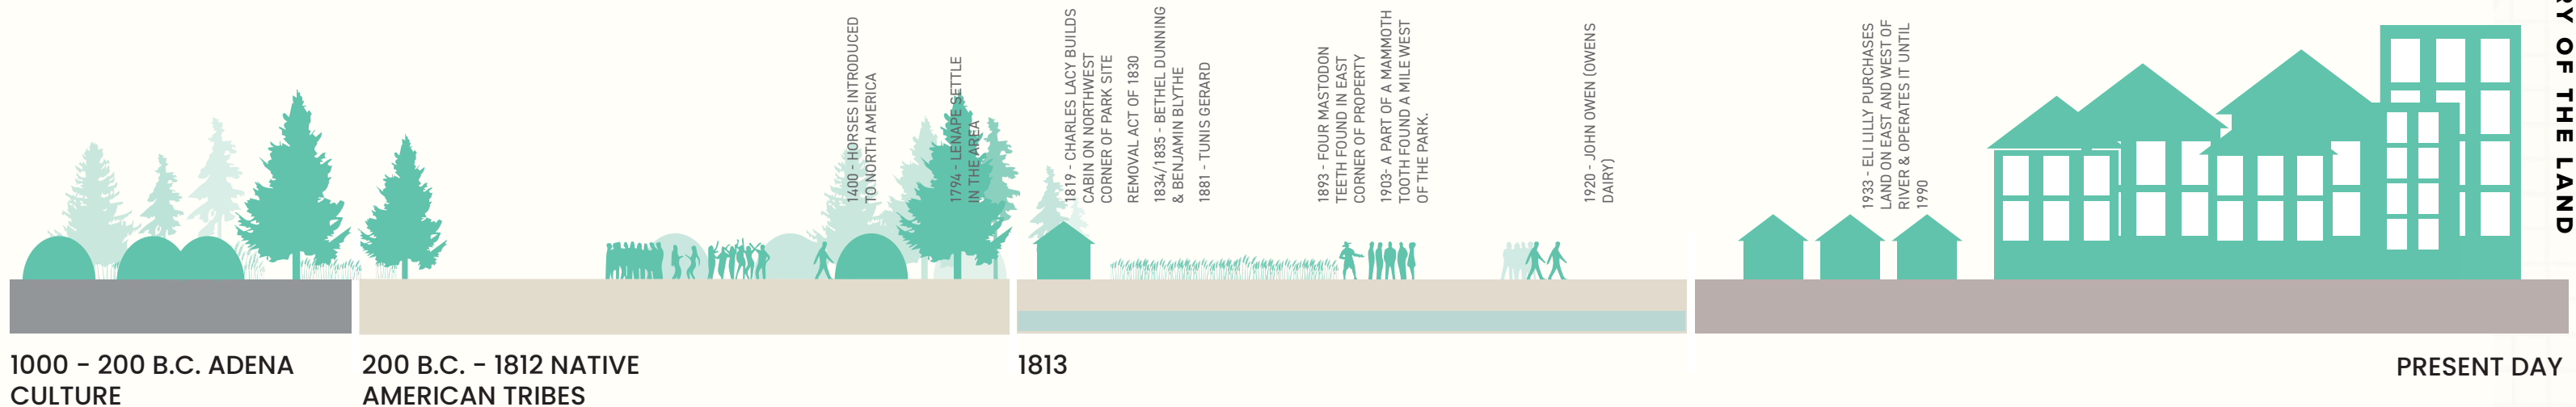 1400 - HORSES INTRODUCED
TO NORTH AMERICA
1794 - LENAPE SETTLE
IN THE AREA
1819 - CHARLES LACY BUILDS
CABIN ON NORTHWEST
CORNER OF PARK SITE
REMOVAL ACT OF 1830
1834/1835 - BETHEL DUNNING
& BENJAMIN BLYTHE
1881 - TUNIS GERARD
1893 - FOUR MASTODON
TEETH FOUND IN EAST
CORNER OF PROPERTY
1903- A PART OF A MAMMOTH
TOOTH FOUND A MILE WEST
OF THE PARK.
1920 - JOHN OWEN (OWENS
DAIRY)
1933 - ELI LILLY PURCHASES
LAND ON EAST AND WEST OF
RIVER & OPERATES IT UNTIL
1990
RY OF THE LAND
1000 - 200 B.C. ADENA
CULTURE
200 B.C. - 1812 NATIVE
AMERICAN TRIBES
1813
PRESENT DAY